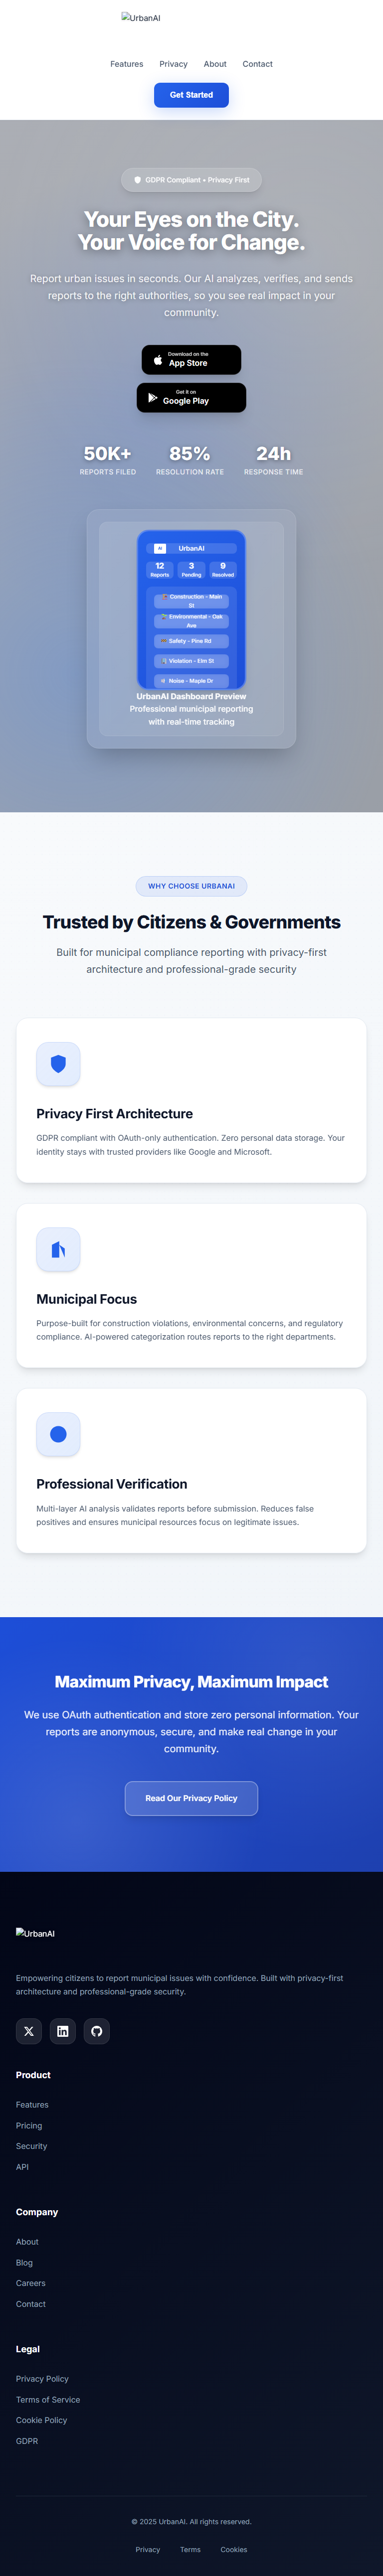 UrbanAI
Features Privacy About Contact
Get Started
GDPR Compliant • Privacy First
Your Eyes on the City.
Your Voice for Change.
Report urban issues in seconds. Our AI analyzes, verifies, and sends
reports to the right authorities, so you see real impact in your
community.
Download on the
App Store
Get it on
Google Play
50K+ 85% 24h
REPORTS FILED RESOLUTION RATE RESPONSE TIME
UrbanAI
12 3 9
Reports Pending Resolved
Construction - Main
St
Environmental - Oak
Ave
Safety - Pine Rd
Violation - Elm St
Noise - Maple Dr
UrbanAI Dashboard Preview
Professional municipal reporting
with real-time tracking
WHY CHOOSE URBANAI
Trusted by Citizens & Governments
Built for municipal compliance reporting with privacy-first
architecture and professional-grade security
Privacy First Architecture
GDPR compliant with OAuth-only authentication. Zero personal data storage. Your
identity stays with trusted providers like Google and Microsoft.
Municipal Focus
Purpose-built for construction violations, environmental concerns, and regulatory
compliance. AI-powered categorization routes reports to the right departments.
Professional Verification
Multi-layer AI analysis validates reports before submission. Reduces false
positives and ensures municipal resources focus on legitimate issues.
Maximum Privacy, Maximum Impact
We use OAuth authentication and store zero personal information. Your
reports are anonymous, secure, and make real change in your
community.
Read Our Privacy Policy
UrbanAI
Empowering citizens to report municipal issues with confidence. Built with privacy-first
architecture and professional-grade security.
Product
Features
Pricing
Security
API
Company
About
Blog
Careers
Contact
Legal
Privacy Policy
Terms of Service
Cookie Policy
GDPR
© 2025 UrbanAI. All rights reserved.
Privacy Terms Cookies